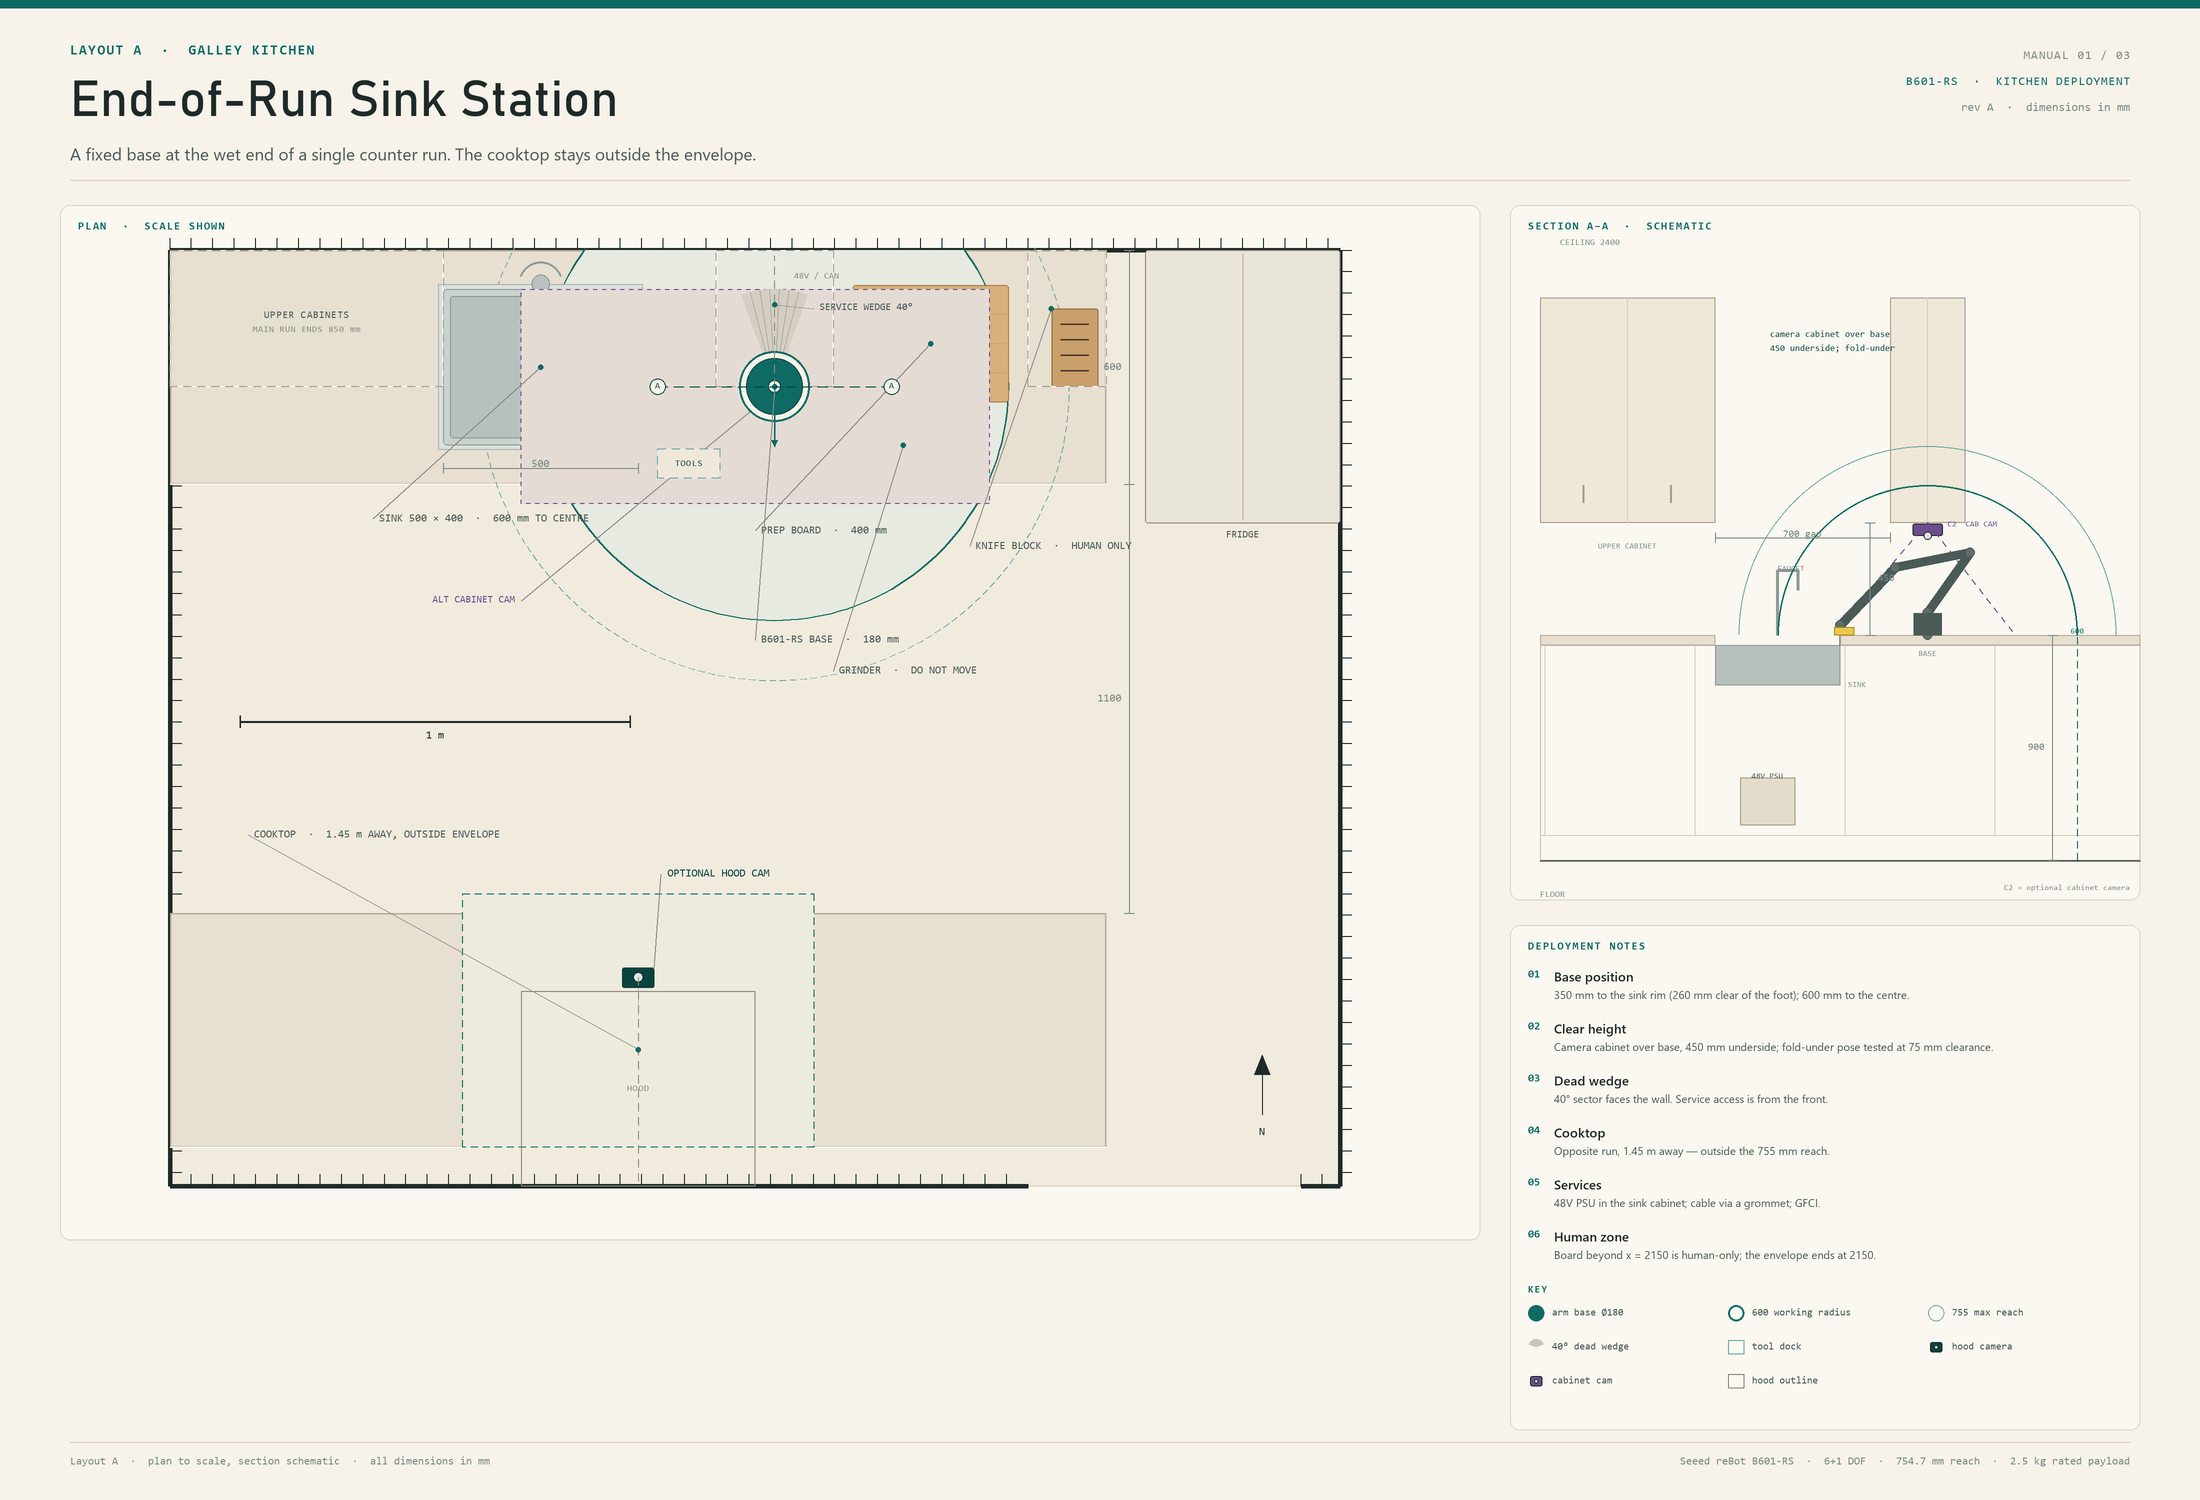 LAYOUT A · GALLEY KITCHEN
End-of-Run Sink Station
A fixed base at the wet end of a single counter run. The cooktop stays outside the envelope.
MANUAL 01 / 03
B601-RS · KITCHEN DEPLOYMENT
rev A · dimensions in mm
PLAN · SCALE SHOWN
48V / CAN
SERVICE WEDGE 40°
UPPER CABINETS
MAIN RUN ENDS 850 mm
600
A
A
TOOLS
500
SINK 500 × 400 · 600 mm TO CENTRE
PREP BOARD · 400 mm
KNIFE BLOCK · HUMAN ONLY
FRIDGE
ALT CABINET CAM
B601-RS BASE · 180 mm
GRINDER · DO NOT MOVE
1100
1 m
COOKTOP · 1.45 m AWAY, OUTSIDE ENVELOPE
OPTIONAL HOOD CAM
HOOD
N
SECTION A-A · SCHEMATIC
CEILING 2400
camera cabinet over base
450 underside; fold-under
C2 CAB CAM
700 gap
UPPER CABINET
FAUCET
450
600
BASE
SINK
900
48V PSU
C2 = optional cabinet camera
FLOOR
DEPLOYMENT NOTES
01 Base position
350 mm to the sink rim (260 mm clear of the foot); 600 mm to the centre.
02 Clear height
Camera cabinet over base, 450 mm underside; fold-under pose tested at 75 mm clearance.
03 Dead wedge
40° sector faces the wall. Service access is from the front.
04 Cooktop
Opposite run, 1.45 m away — outside the 755 mm reach.
05 Services
48V PSU in the sink cabinet; cable via a grommet; GFCI.
06 Human zone
Board beyond x = 2150 is human-only; the envelope ends at 2150.
KEY
arm base Ø180
600 working radius
755 max reach
40° dead wedge
tool dock
hood camera
cabinet cam
hood outline
Layout A · plan to scale, section schematic · all dimensions in mm
Seeed reBot B601-RS · 6+1 DOF · 754.7 mm reach · 2.5 kg rated payload